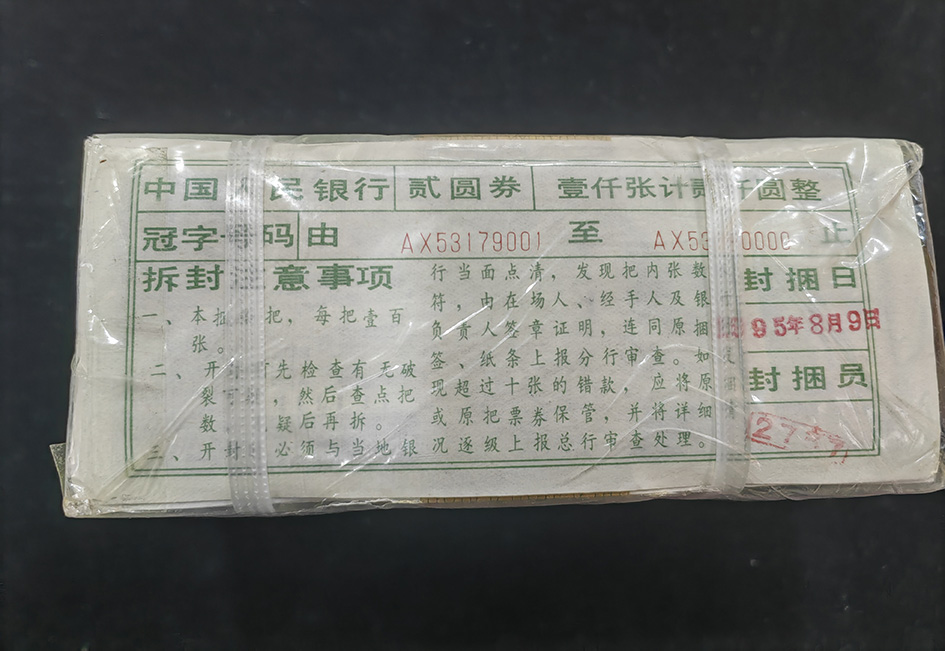 中国 民银行 贰圆券 壹仟张计贰仟圆整
冠字号码由 AX53179001 至 AX53 0000 止
拆封注意事项
一、本捆 把,每把壹百
张。
二、开 先检查有无破
裂 ,然后查点把
数 疑后再拆。
三、开封 必须与当地银
行当面点清,发现把内张数
符,由在场人、经手人及银
负责人签章证明,连同原捆
签、纸条上报分行审查。如
现超过十张的错款,应将原
或原把票券保管,并将详细
况逐级上报总行审查处理。
封捆日
95年8月9日
封捆员